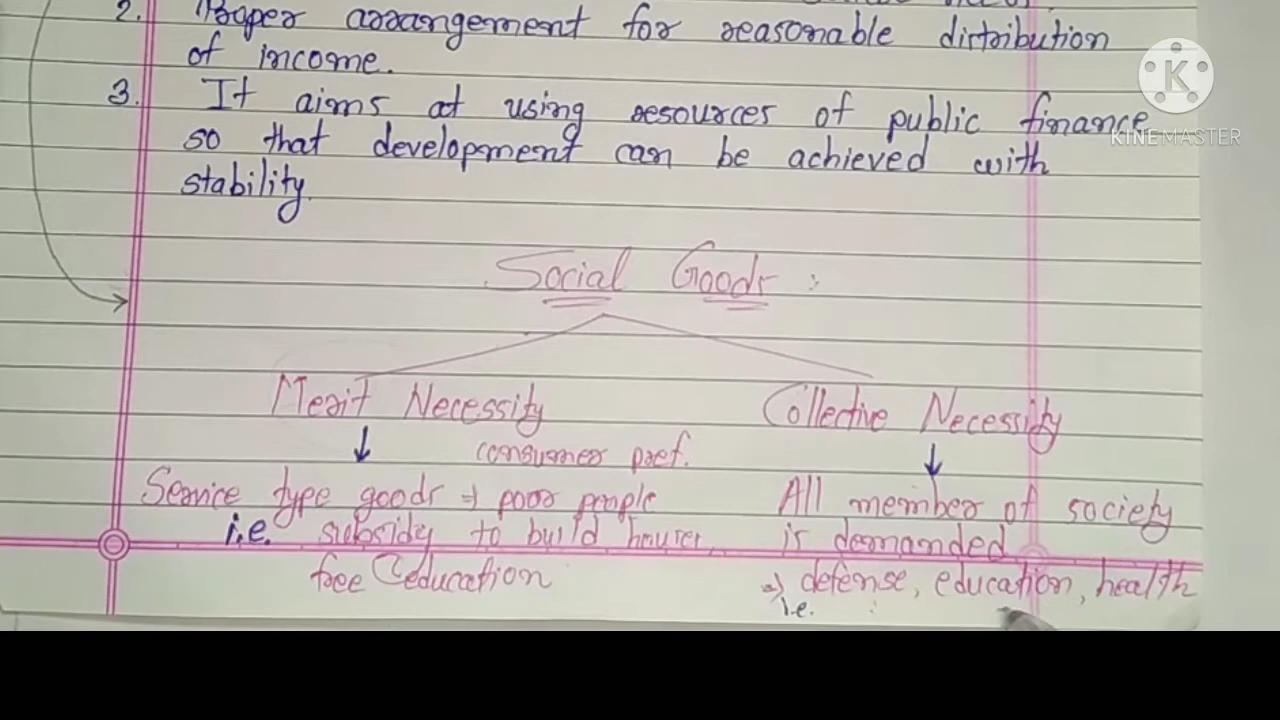 2. Proper arrangement for reasonable distribution
of income.
3. It aims at using resources of public finance
so that development can be achieved with
stability.
KINEMASTER
Social Goods :
Merit Necessity
Collective Necessity
consumer pref.
Service type goods → poor people
i.e. subsidy to build houses,
free education
All member of society
is demanded
→ defense, education, health
i.e.